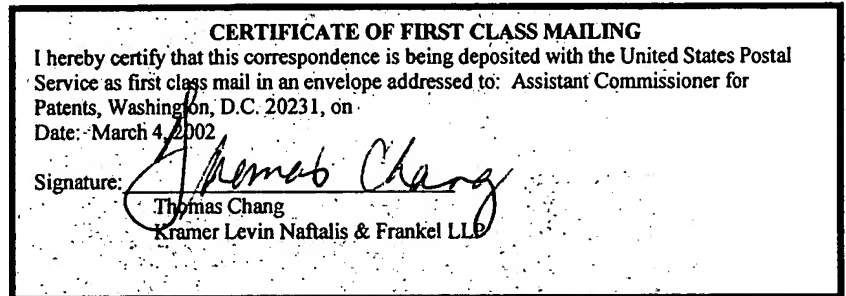 CERTIFICATE OF FIRST CLASS MAILING
I hereby certify that this correspondence is being deposited with the United States Postal
Service as first class mail in an envelope addressed to: Assistant Commissioner for
Patents, Washington, D.C. 20231, on
Date: March 4, 2002
Signature: Thomas Chang
Thomas Chang
Kramer Levin Naftalis & Frankel LLP